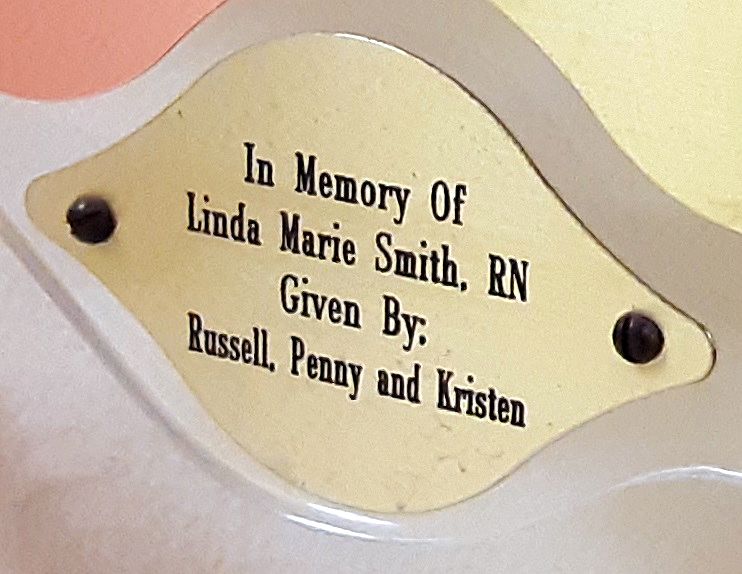 In Memory Of
Linda Marie Smith, RN
Given By:
Russell, Penny and Kristen